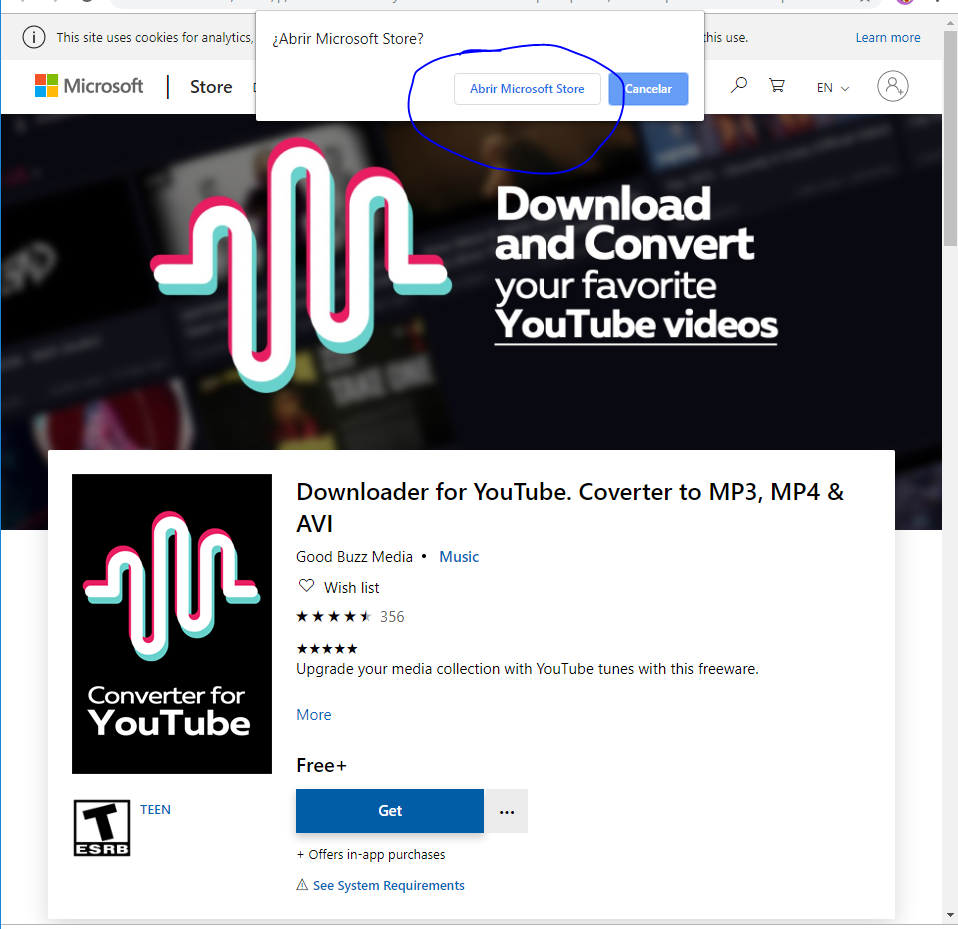 This site uses cookies for analytics,
this use.
Learn more
¿Abrir Microsoft Store?
Abrir Microsoft Store
Cancelar
Microsoft
Store
EN
Download
and Convert
your favorite
YouTube videos
TAKE ONE
Converter for
YouTube
Downloader for YouTube. Coverter to MP3, MP4 &
AVI
Good Buzz Media • Music
Wish list
356
Upgrade your media collection with YouTube tunes with this freeware.
More
Free+
Get
...
T
ESRB
TEEN
+ Offers in-app purchases
See System Requirements